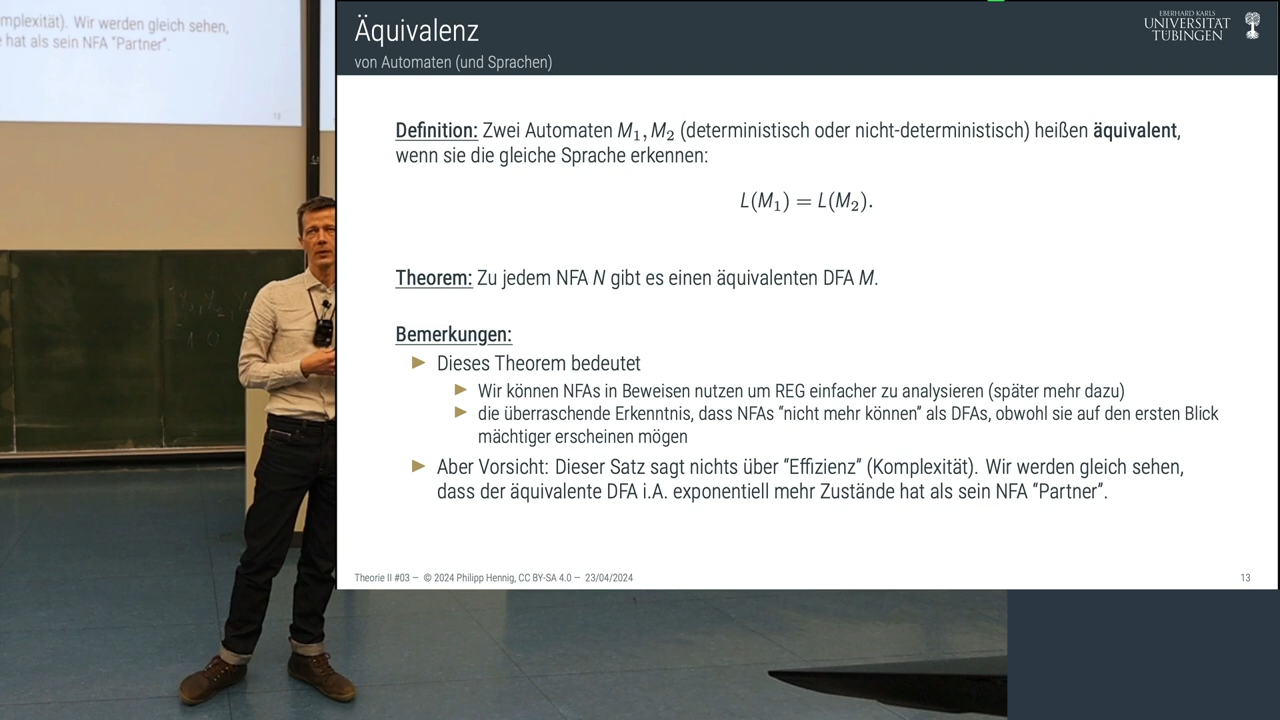 mplexität). Wir werden gleich sehen,
e hat als sein NFA “Partner”.
13
Äquivalenz
von Automaten (und Sprachen)
EBERHARD KARLS
UNIVERSITÄT
TÜBINGEN
Definition: Zwei Automaten M₁, M₂ (deterministisch oder nicht-deterministisch) heißen äquivalent,
wenn sie die gleiche Sprache erkennen:
L(M₁) = L(M₂).
Theorem: Zu jedem NFA N gibt es einen äquivalenten DFA M.
Bemerkungen:
▶ Dieses Theorem bedeutet
▶ Wir können NFAs in Beweisen nutzen um REG einfacher zu analysieren (später mehr dazu)
▶ die überraschende Erkenntnis, dass NFAs “nicht mehr können” als DFAs, obwohl sie auf den ersten Blick
mächtiger erscheinen mögen
▶ Aber Vorsicht: Dieser Satz sagt nichts über “Effizienz” (Komplexität). Wir werden gleich sehen,
dass der äquivalente DFA i.A. exponentiell mehr Zustände hat als sein NFA “Partner”.
Theorie II #03 — © 2024 Philipp Hennig, CC BY-SA 4.0 — 23/04/2024
13